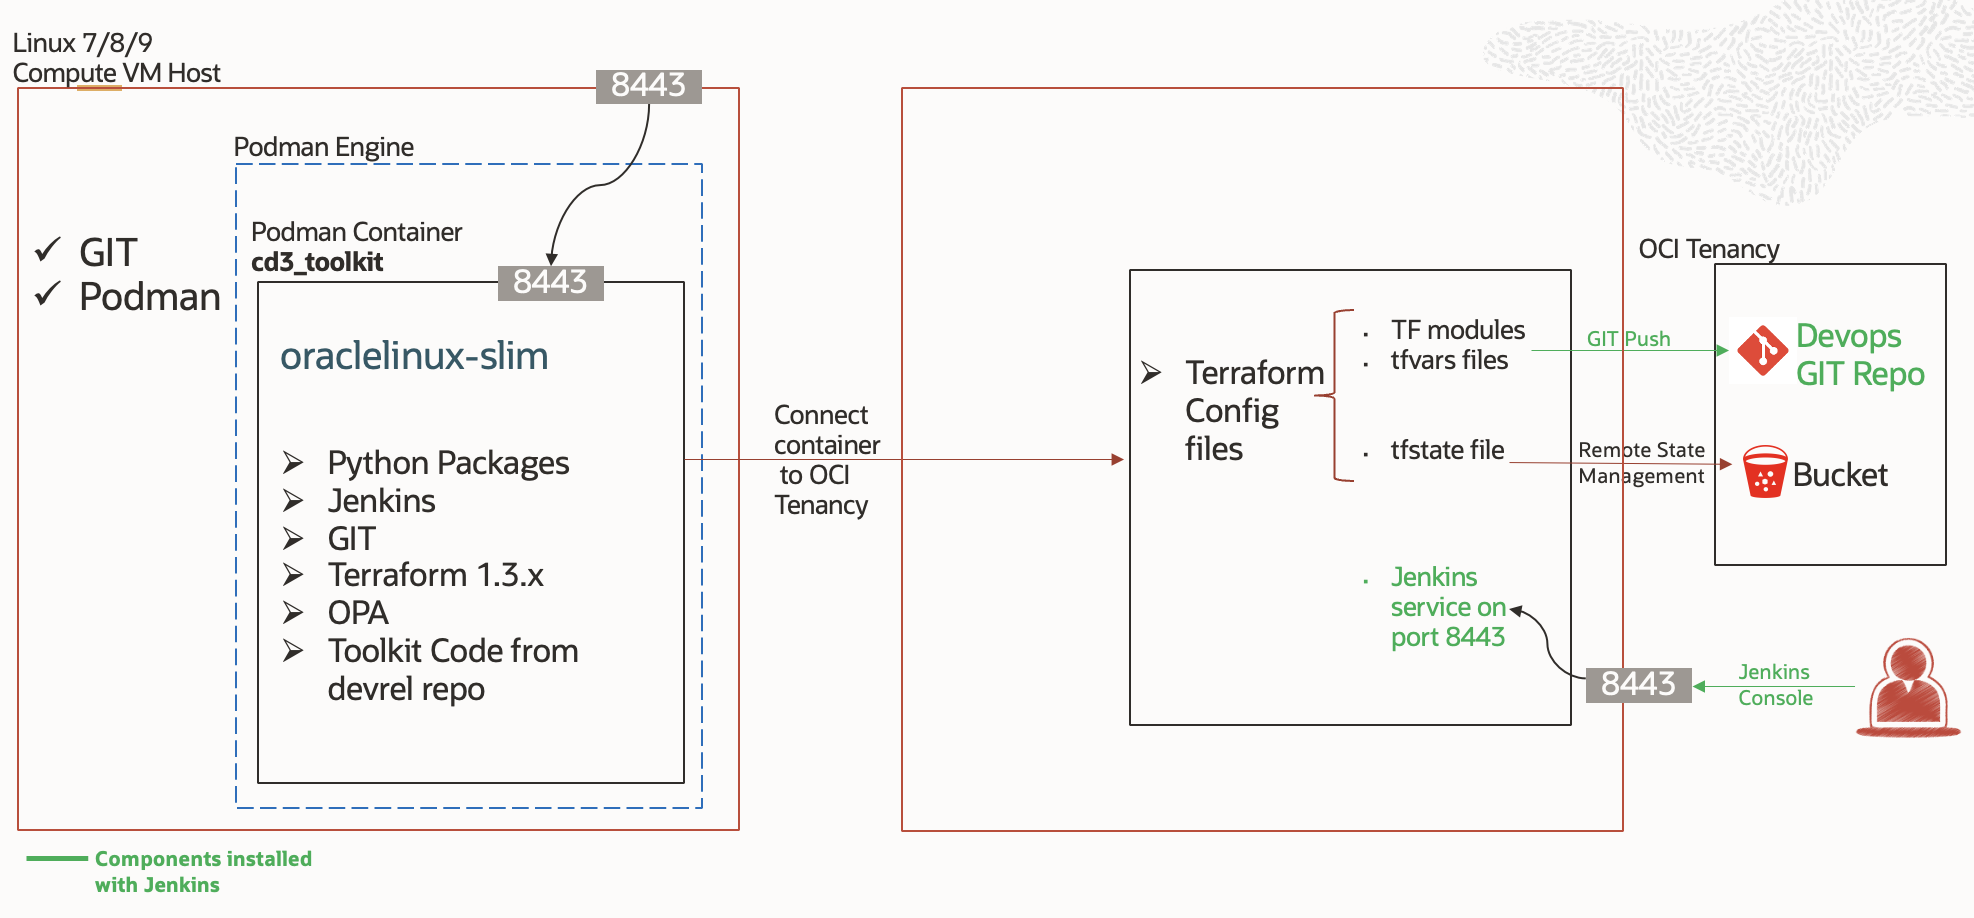 Linux 7/8/9
Compute VM Host
8443
Podman Engine
✓ GIT
✓ Podman
Podman Container
cd3_toolkit
8443
oraclelinux-slim
➢ Python Packages
➢ Jenkins
➢ GIT
➢ Terraform 1.3.x
➢ OPA
➢ Toolkit Code from
devrel repo
Connect
container
to OCI
Tenancy
➢ Terraform
Config
files
. TF modules
. tfvars files
. tfstate file
. Jenkins
service on
port 8443
GIT Push
Remote State
Management
OCI Tenancy
Devops
GIT Repo
Bucket
8443
Jenkins
Console
Components installed
with Jenkins